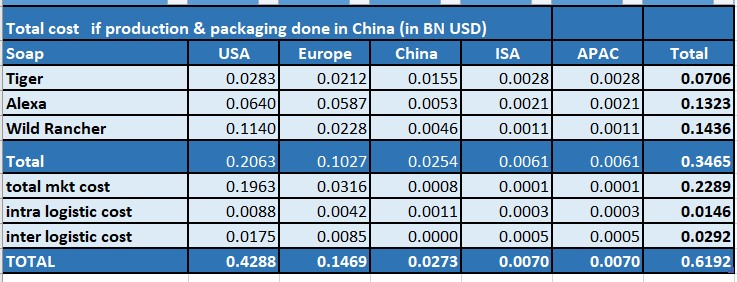 Total cost if production & packaging done in China (in BN USD)
Soap USA Europe China ISA APAC Total
Tiger 0.0283 0.0212 0.0155 0.0028 0.0028 0.0706
Alexa 0.0640 0.0587 0.0053 0.0021 0.0021 0.1323
Wild Rancher 0.1140 0.0228 0.0046 0.0011 0.0011 0.1436
Total 0.2063 0.1027 0.0254 0.0061 0.0061 0.3465
total mkt cost 0.1963 0.0316 0.0008 0.0001 0.0001 0.2289
intra logistic cost 0.0088 0.0042 0.0011 0.0003 0.0003 0.0146
inter logistic cost 0.0175 0.0085 0.0000 0.0005 0.0005 0.0292
TOTAL 0.4288 0.1469 0.0273 0.0070 0.0070 0.6192